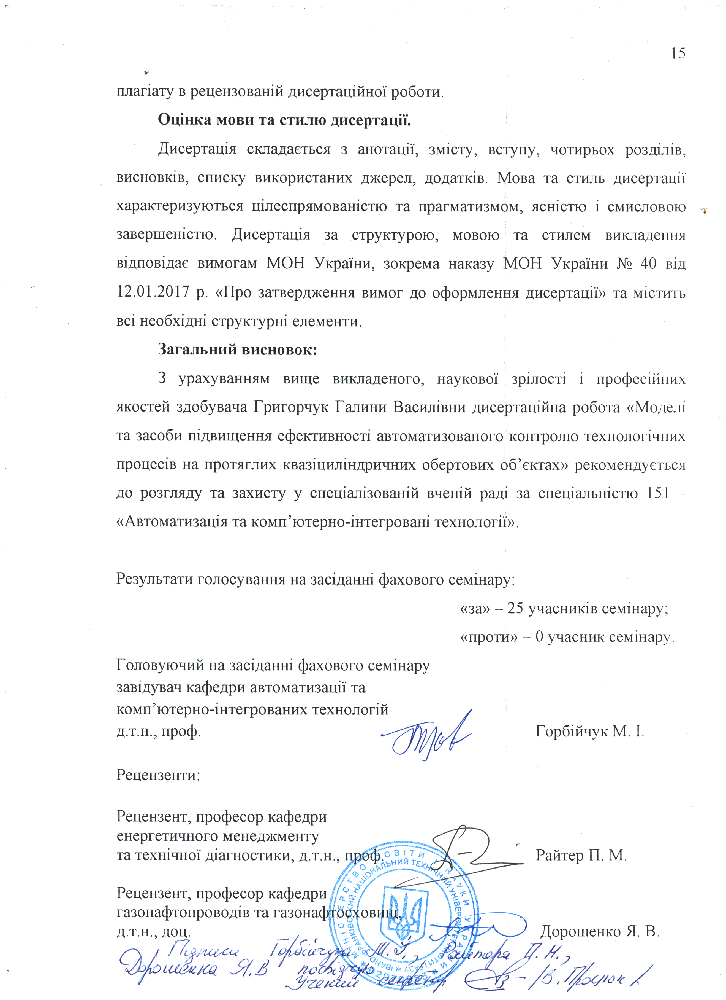 15
плагіату в рецензованій дисертаційної роботи.
Оцінка мови та стилю дисертації.
Дисертація складається з анотації, змісту, вступу, чотирьох розділів,
висновків, списку використаних джерел, додатків. Мова та стиль дисертації
характеризуються цілеспрямованістю та прагматизмом, ясністю і смисловою
завершеністю. Дисертація за структурою, мовою та стилем викладення
відповідає вимогам МОН України, зокрема наказу МОН України № 40 від
12.01.2017 р. «Про затвердження вимог до оформлення дисертації» та містить
всі необхідні структурні елементи.
Загальний висновок:
З урахуванням вище викладеного, наукової зрілості і професійних
якостей здобувача Григорчук Галини Василівни дисертаційна робота «Моделі
та засоби підвищення ефективності автоматизованого контролю технологічних
процесів на протяглих квазіциліндричних обертових об’єктах» рекомендується
до розгляду та захисту у спеціалізованій вченій раді за спеціальністю 151 –
«Автоматизація та комп’ютерно-інтегровані технології».
Результати голосування на засіданні фахового семінару:
«за» – 25 учасників семінару;
«проти» – 0 учасник семінару.
Головуючий на засіданні фахового семінару
завідувач кафедри автоматизації та
комп’ютерно-інтегрованих технологій
д.т.н., проф. Горбійчук М. І.
Рецензенти:
Рецензент, професор кафедри
енергетичного менеджменту
та технічної діагностики, д.т.н., проф. Райтер П. М.
Рецензент, професор кафедри
газонафтопроводів та газонафтосховищ,
д.т.н., доц. Дорошенко Я. В.
МІНІСТЕРСТВО ОСВІТИ І НАУКИ УКРАЇНИ
ІВАНО-ФРАНКІВСЬКИЙ НАЦІОНАЛЬНИЙ ТЕХНІЧНИЙ УНІВЕРСИТЕТ НАФТИ І ГАЗУ
Підписи Горбійчука М. І., Райтера П. М.,
Дорошенка Я.В посвідчую
Учений секретар /В. Процюк/